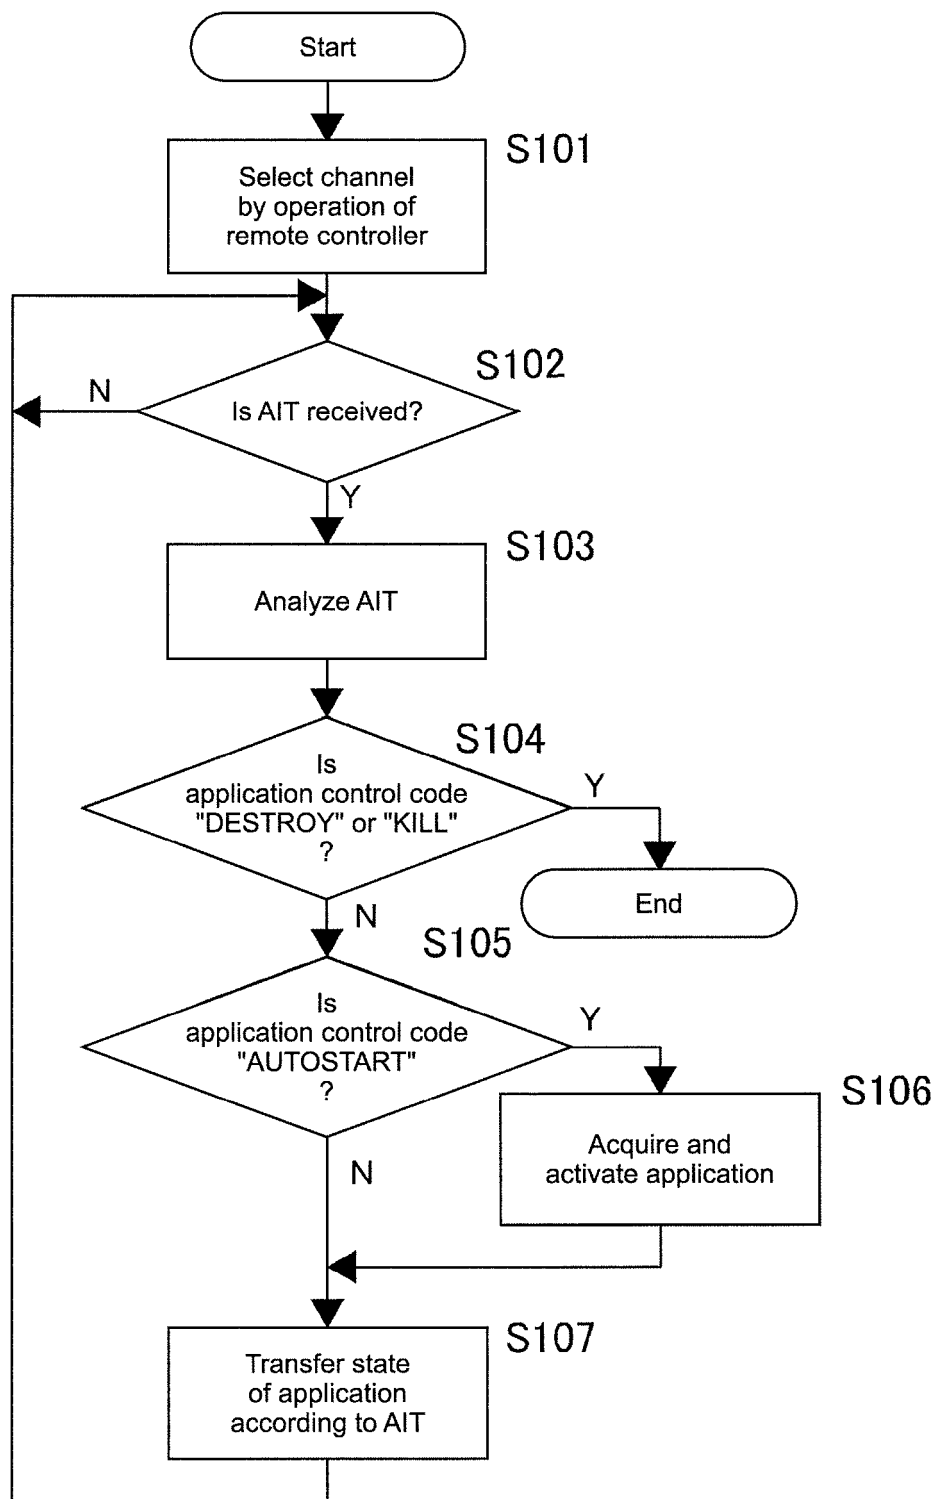 Start
S101
Select channel
by operation of
remote controller
S102
N
Is AIT received?
Y
S103
Analyze AIT
S104
Is
application control code
"DESTROY" or "KILL"
?
Y
End
N
S105
Is
application control code
"AUTOSTART"
?
Y
S106
Acquire and
activate application
N
S107
Transfer state
of application
according to AIT